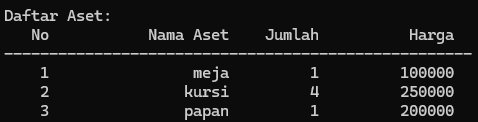 Daftar Aset:
No Nama Aset Jumlah Harga
----------------------------------------------------
1 meja 1 100000
2 kursi 4 250000
3 papan 1 200000